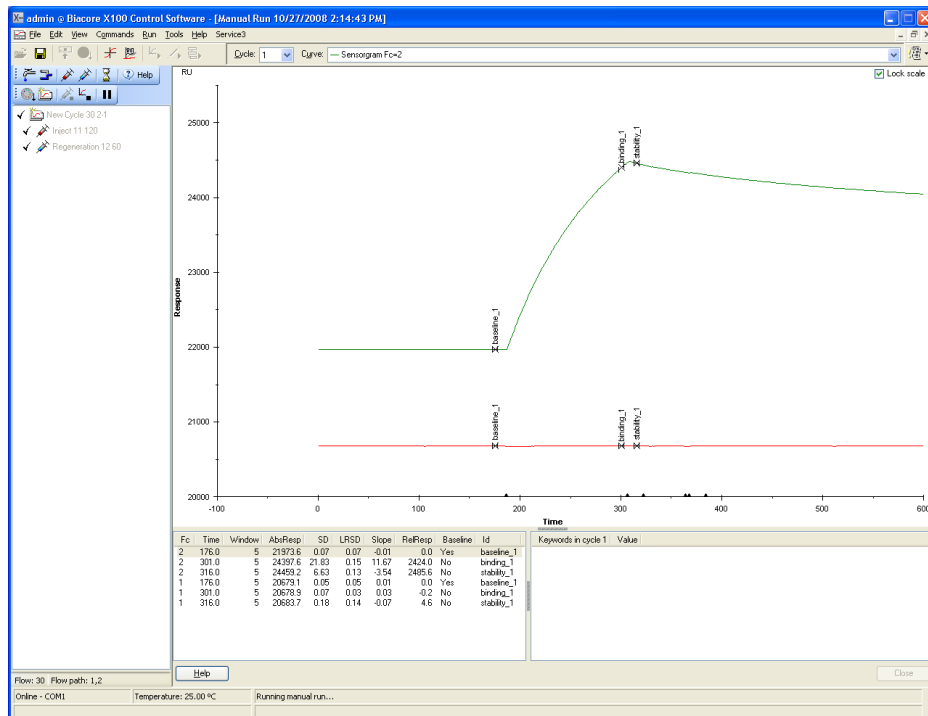 admin @ Biacore X100 Control Software - [Manual Run 10/27/2008 2:14:43 PM]
File Edit View Commands Run Tools Help Service3
Cycle: 1 Curve: Sensorgram Fc=2
Help
New Cycle 30 2-1
Inject 11 120
Regeneration 12 60
RU
Lock scale
25000
24000
23000
22000
21000
20000
Response
baseline_1
binding_1
stability_1
baseline_1
binding_1
stability_1
-100 0 100 200 300 400 500 600
Time
Fc Time Window AbsResp SD LRSD Slope RelResp Baseline Id
2 176.0 5 21973.6 0.07 0.07 -0.01 0.0 Yes baseline_1
2 301.0 5 24397.6 21.83 0.15 11.67 2424.0 No binding_1
2 316.0 5 24459.2 6.63 0.13 -3.54 2485.6 No stability_1
1 176.0 5 20679.1 0.05 0.05 0.01 0.0 Yes baseline_1
1 301.0 5 20678.9 0.07 0.03 0.03 -0.2 No binding_1
1 316.0 5 20683.7 0.18 0.14 -0.07 4.6 No stability_1
Keywords in cycle 1 Value
Help
Close
Flow: 30 Flow path: 1,2
Online - COM1 Temperature: 25.00 ºC Running manual run...